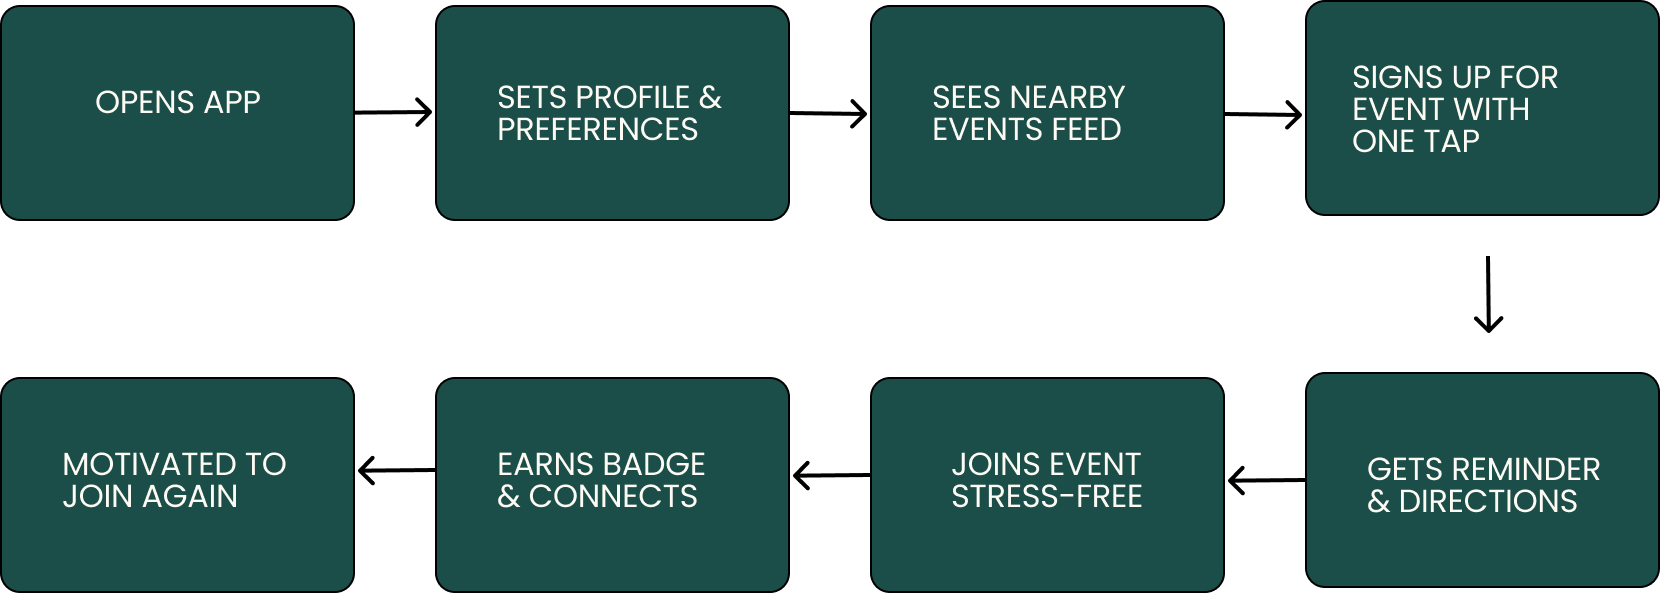 OPENS APP
SETS PROFILE &
PREFERENCES
SEES NEARBY
EVENTS FEED
SIGNS UP FOR
EVENT WITH
ONE TAP
GETS REMINDER
& DIRECTIONS
JOINS EVENT
STRESS-FREE
EARNS BADGE
& CONNECTS
MOTIVATED TO
JOIN AGAIN